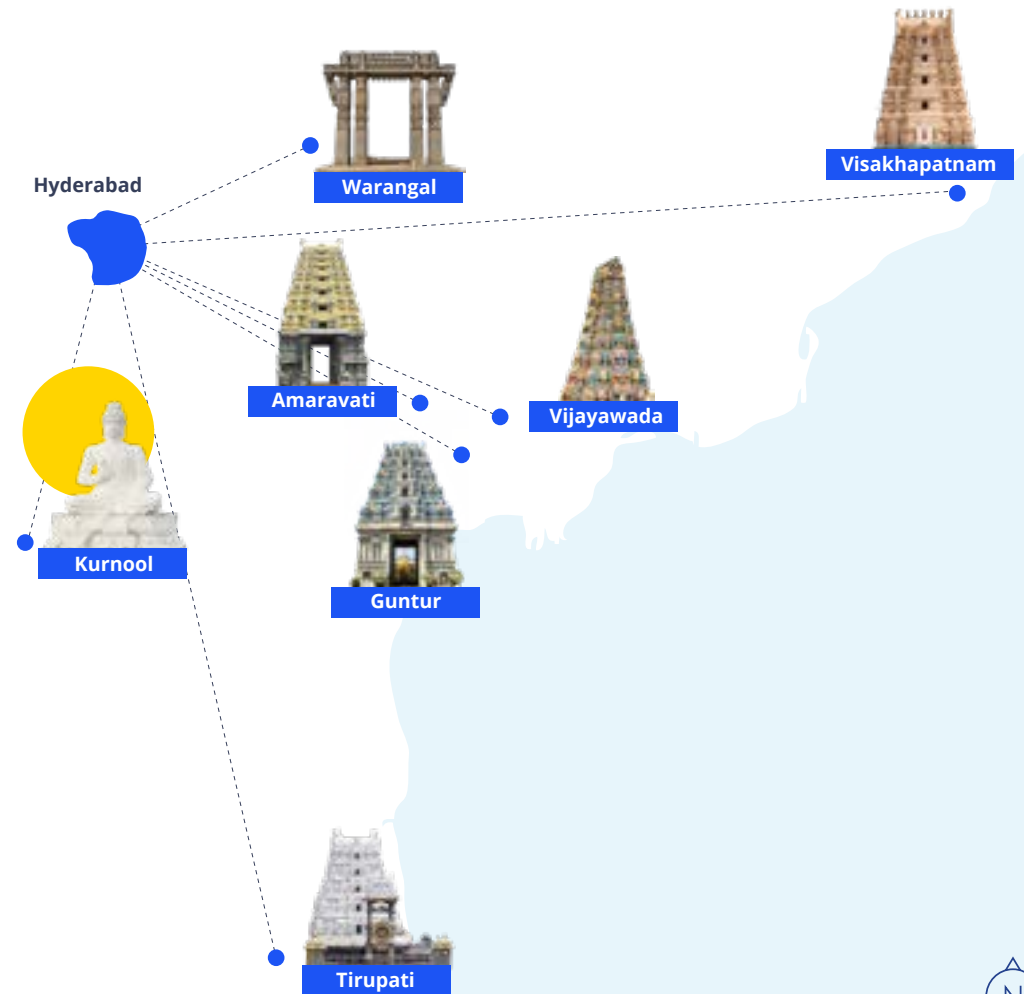 Visakhapatnam
Warangal
Hyderabad
Amaravati
Vijayawada
Kurnool
Guntur
Tirupati
N